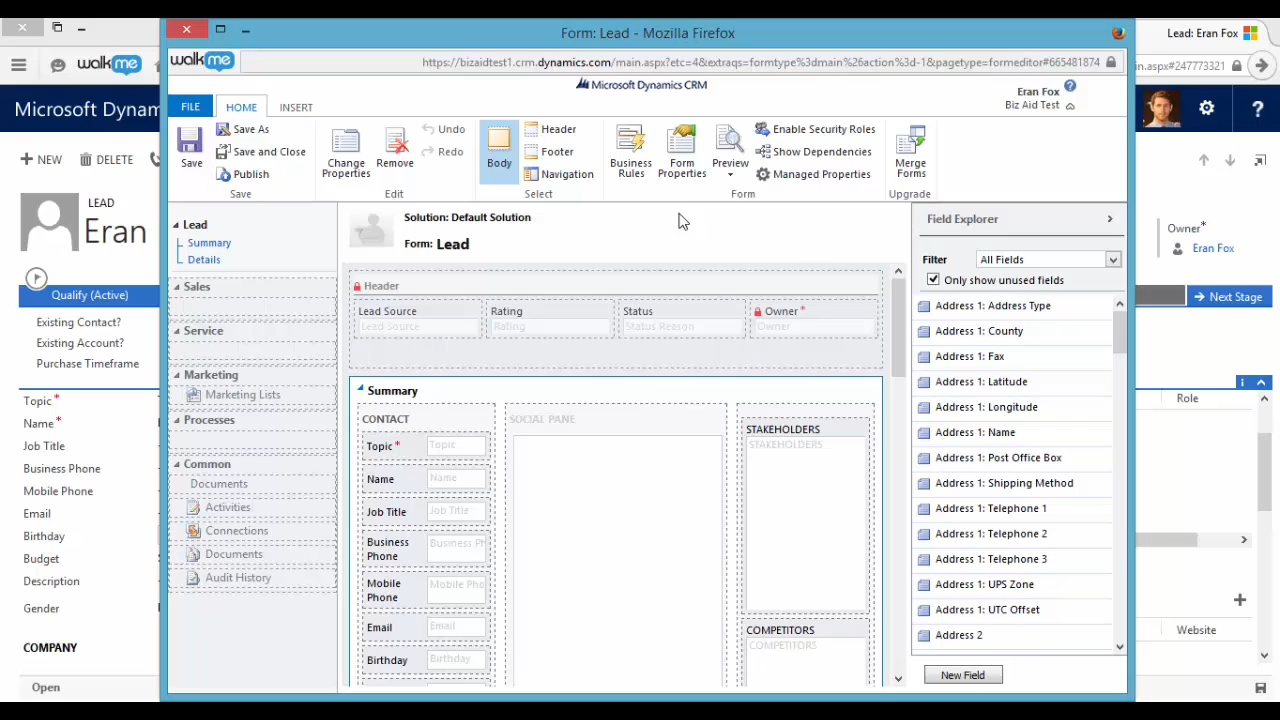 Form: Lead - Mozilla Firefox
Lead: Eran Fox
walkme
walkme
https://bizaidtest1.crm.dynamics.com/main.aspx?etc=4&extraqs=formtype%3dmain%26action%3d-1&pagetype=formeditor#665481874
in.aspx#247773321
Microsoft Dynamics CRM
Eran Fox
Biz Aid Test
Microsoft Dynam
FILE
HOME
INSERT
Save
Save As
Save and Close
Publish
Save
Change Properties
Remove
Undo
Redo
Edit
Body
Header
Footer
Navigation
Select
Business Rules
Form Properties
Preview
Enable Security Roles
Show Dependencies
Managed Properties
Form
Merge Forms
Upgrade
NEW
DELETE
LEAD
Eran
Qualify (Active)
Existing Contact?
Existing Account?
Purchase Timeframe
Topic*
Name*
Job Title
Business Phone
Mobile Phone
Email
Birthday
Budget
Description
Gender
COMPANY
Open
Lead
Summary
Details
Sales
Service
Marketing
Marketing Lists
Processes
Common
Documents
Activities
Connections
Documents
Audit History
Solution: Default Solution
Form: Lead
Header
Lead Source
Lead Source
Rating
Rating
Status
Status Reason
Owner*
Owner
Summary
CONTACT
Topic*
Topic
Name
Name
Job Title
Job Title
Business Phone
Business Ph
Mobile Phone
Mobile Pho
Email
Email
Birthday
Birthday
SOCIAL PANE
STAKEHOLDERS
STAKEHOLDERS
COMPETITORS
COMPETITORS
Field Explorer
Filter
All Fields
Only show unused fields
Address 1: Address Type
Address 1: County
Address 1: Fax
Address 1: Latitude
Address 1: Longitude
Address 1: Name
Address 1: Post Office Box
Address 1: Shipping Method
Address 1: Telephone 1
Address 1: Telephone 2
Address 1: Telephone 3
Address 1: UPS Zone
Address 1: UTC Offset
Address 2
New Field
Owner*
Eran Fox
Next Stage
Role
Website